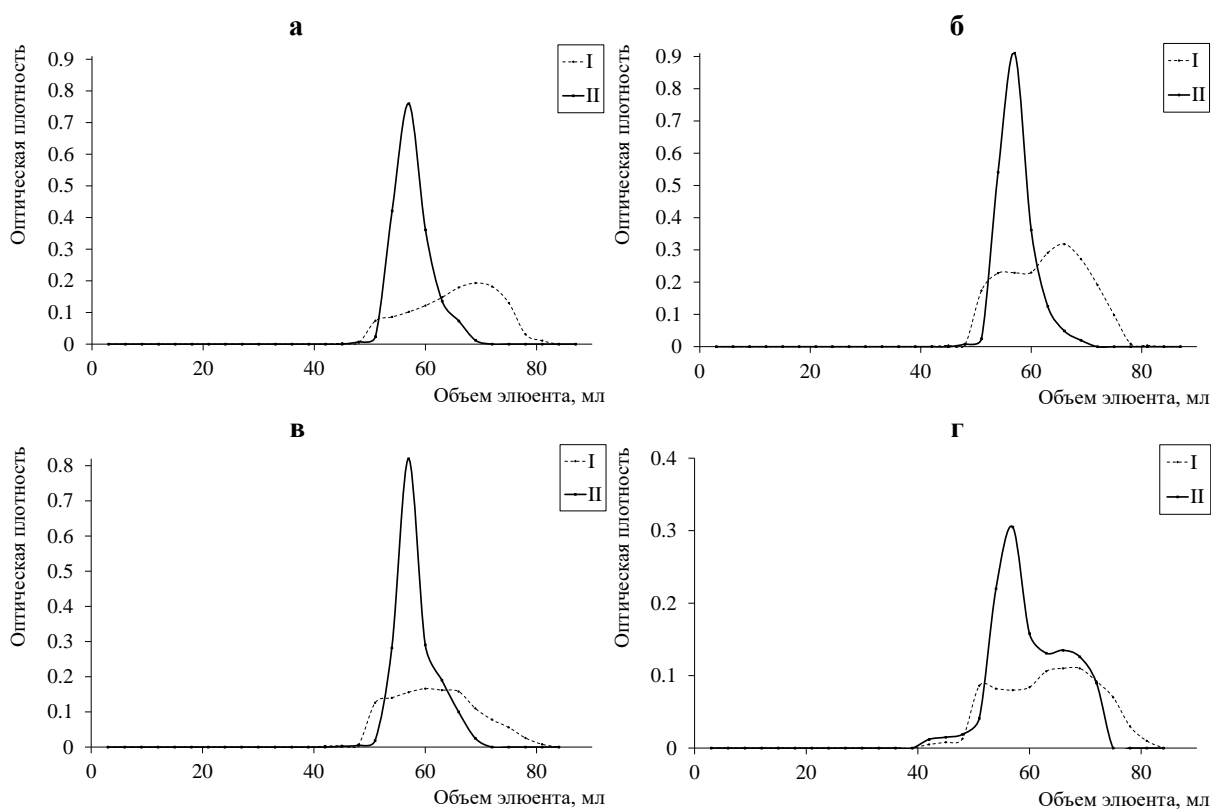 а
Оптическая плотность
0.9
0.8
0.7
0.6
0.5
0.4
0.3
0.2
0.1
0
0 20 40 60 80
Объем элюента, мл
I
II
б
Оптическая плотность
0.9
0.8
0.7
0.6
0.5
0.4
0.3
0.2
0.1
0
0 20 40 60 80
Объем элюента, мл
I
II
в
Оптическая плотность
0.8
0.7
0.6
0.5
0.4
0.3
0.2
0.1
0
0 20 40 60 80
Объем элюента, мл
I
II
г
Оптическая плотность
0.4
0.3
0.2
0.1
0
0 20 40 60 80
Объем элюента, мл
I
II